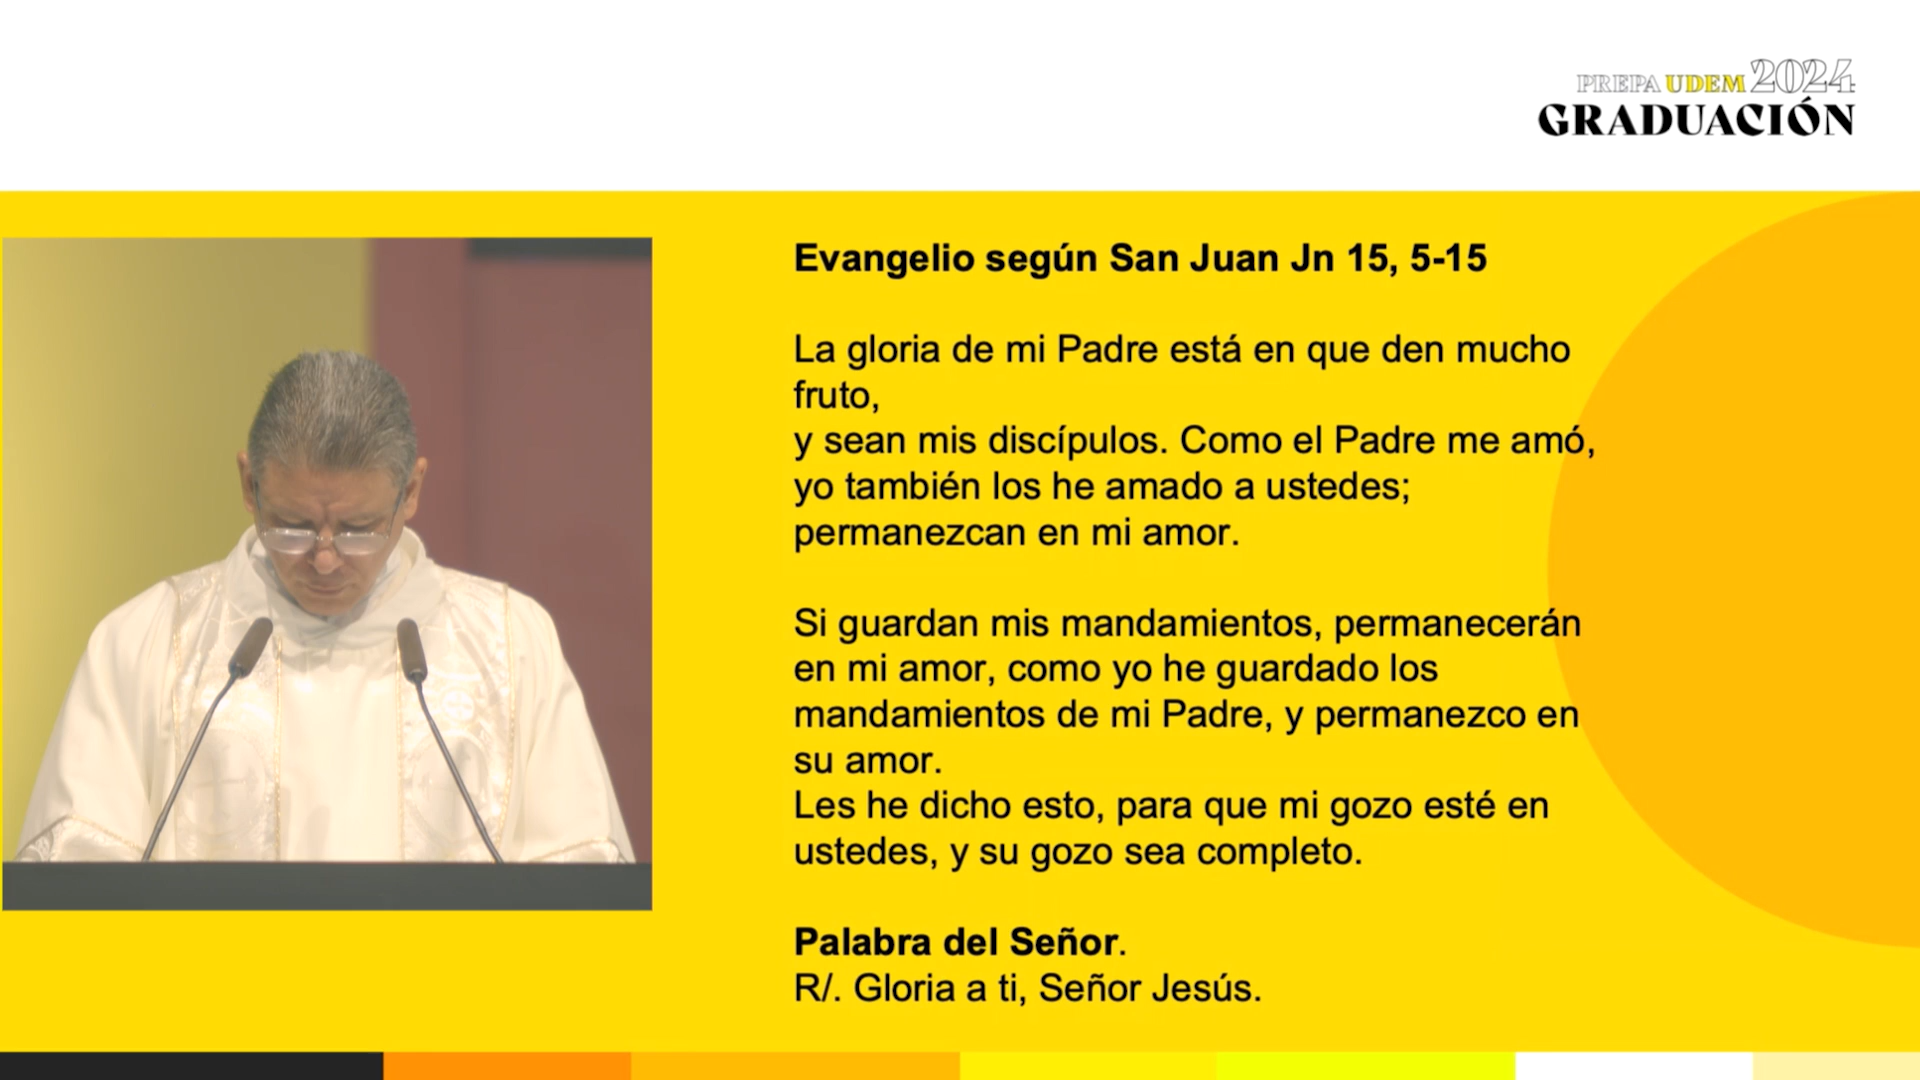 PREPA UDEM 2024
GRADUACIÓN
Evangelio según San Juan Jn 15, 5-15
La gloria de mi Padre está en que den mucho
fruto,
y sean mis discípulos. Como el Padre me amó,
yo también los he amado a ustedes;
permanezcan en mi amor.
Si guardan mis mandamientos, permanecerán
en mi amor, como yo he guardado los
mandamientos de mi Padre, y permanezco en
su amor.
Les he dicho esto, para que mi gozo esté en
ustedes, y su gozo sea completo.
Palabra del Señor.
R/. Gloria a ti, Señor Jesús.